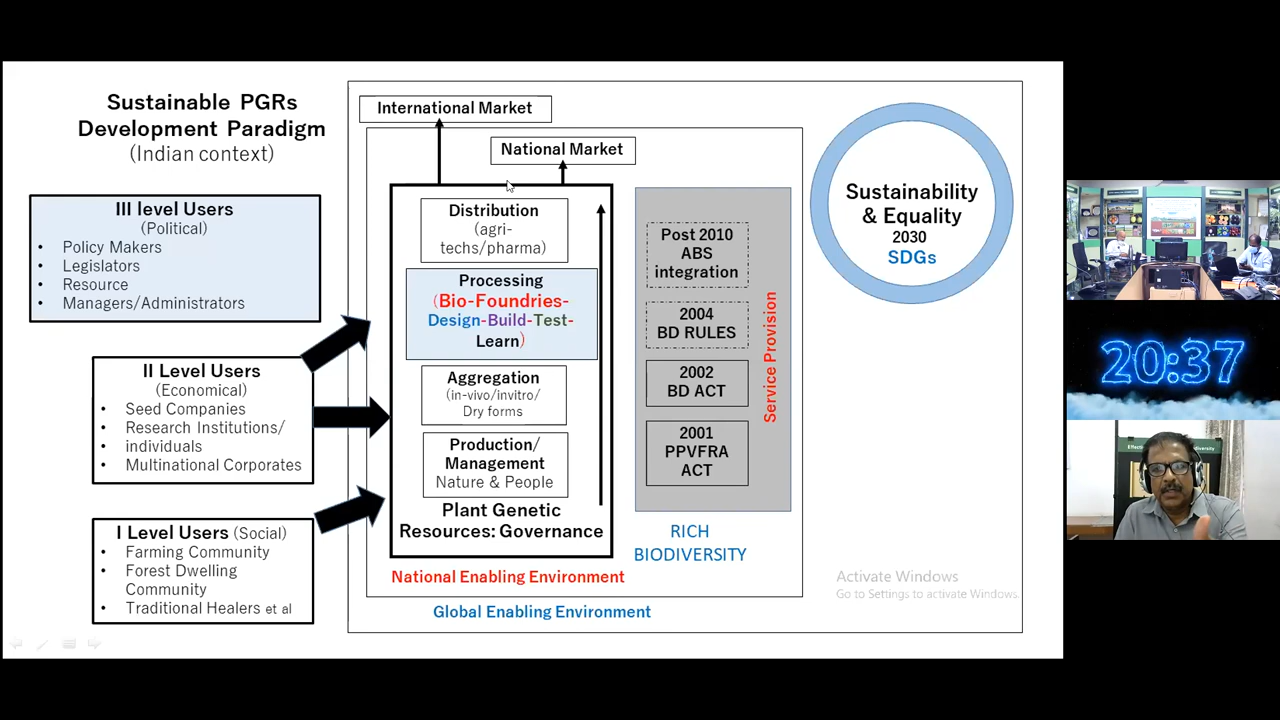 Sustainable PGRs
Development Paradigm
(Indian context)
III level Users
(Political)
• Policy Makers
• Legislators
• Resource
• Managers/Administrators
II Level Users
(Economical)
• Seed Companies
• Research Institutions/
• individuals
• Multinational Corporates
I Level Users (Social)
• Farming Community
• Forest Dwelling
Community
• Traditional Healers et al
International Market
National Market
Distribution
(agri-
techs/pharma)
Processing
(Bio-Foundries-
Design-Build-Test-
Learn)
Aggregation
(in-vivo/invitro/
Dry forms
Production/
Management
Nature & People
Plant Genetic
Resources: Governance
National Enabling Environment
Global Enabling Environment
Post 2010
ABS
integration
2004
BD RULES
2002
BD ACT
2001
PPVFRA
ACT
Service Provision
RICH
BIODIVERSITY
Sustainability
& Equality
2030
SDGs
Activate Windows
Go to Settings to activate Windows.
20:37